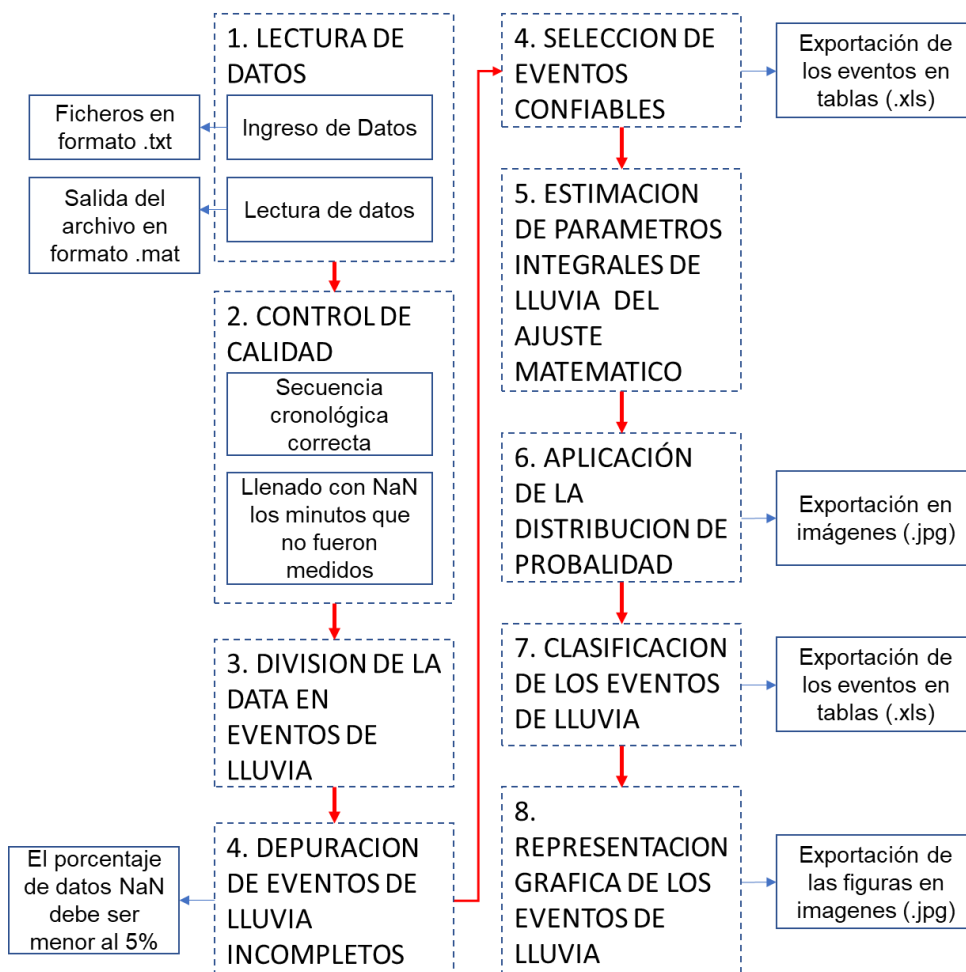 1. LECTURA DE
DATOS
Ficheros en
formato .txt
Ingreso de Datos
Salida del
archivo en
formato .mat
Lectura de datos
2. CONTROL DE
CALIDAD
Secuencia
cronológica
correcta
Llenado con NaN
los minutos que
no fueron
medidos
3. DIVISION DE LA
DATA EN
EVENTOS DE
LLUVIA
4. DEPURACION
DE EVENTOS DE
LLUVIA
INCOMPLETOS
El porcentaje
de datos NaN
debe ser
menor al 5%
4. SELECCION DE
EVENTOS
CONFIABLES
Exportación de
los eventos en
tablas (.xls)
5. ESTIMACION
DE PARAMETROS
INTEGRALES DE
LLUVIA DEL
AJUSTE
MATEMATICO
6. APLICACIÓN
DE LA
DISTRIBUCION DE
PROBALIDAD
Exportación en
imágenes (.jpg)
7. CLASIFICACION
DE LOS EVENTOS
DE LLUVIA
Exportación de
los eventos en
tablas (.xls)
8.
REPRESENTACION
GRAFICA DE LOS
EVENTOS DE
LLUVIA
Exportación de
las figuras en
imagenes (.jpg)